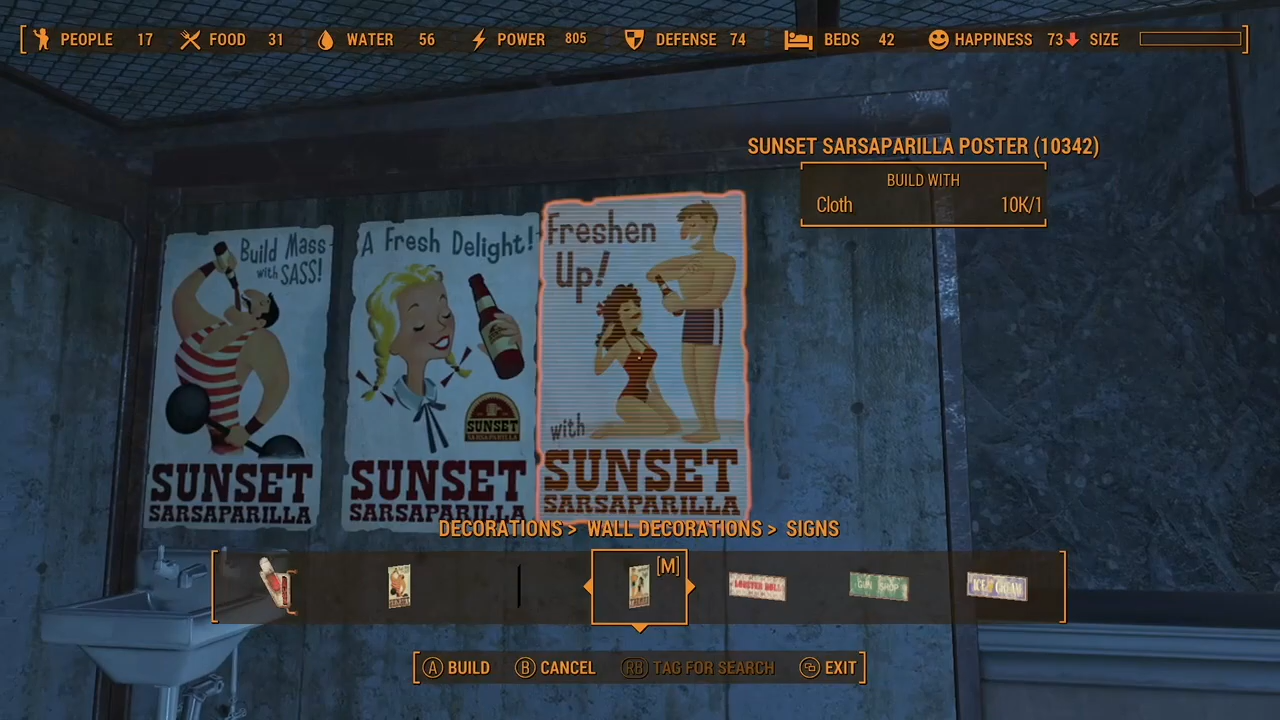 PEOPLE 17 FOOD 31 WATER 56 POWER 805 DEFENSE 74 BEDS 42 HAPPINESS 73 SIZE
SUNSET SARSAPARILLA POSTER (10342)
BUILD WITH
Cloth 10K/1
Build Mass
with SASS!
SUNSET
SARSAPARILLA
A Fresh Delight!
SUNSET
SARSAPARILLA
SUNSET
SARSAPARILLA
Freshen
Up!
with
SUNSET
SARSAPARILLA
DECORATIONS > WALL DECORATIONS > SIGNS
[M]
LOBSTER ROLL
GUN SHOP
ICE CREAM
A BUILD B CANCEL RB TAG FOR SEARCH EXIT